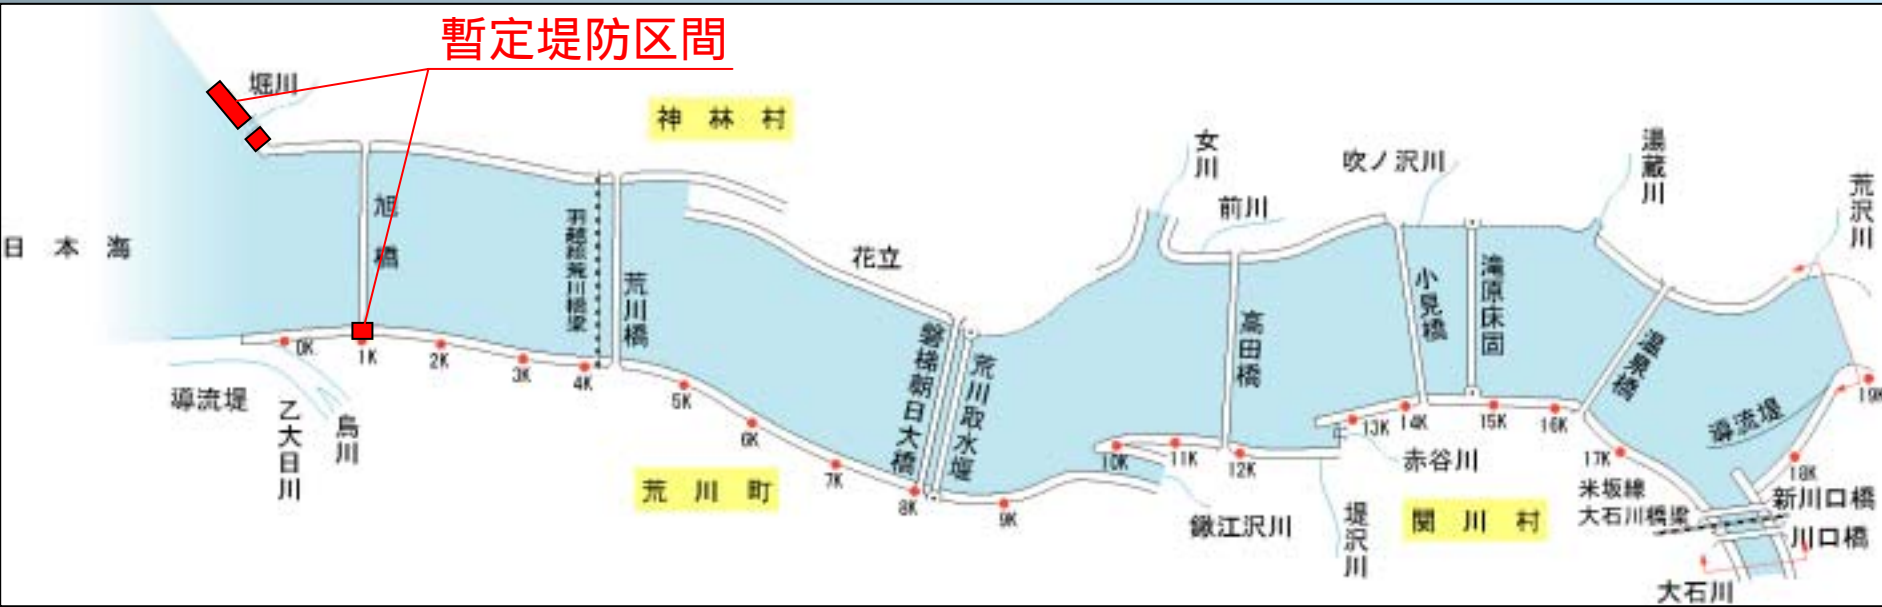 暫定堤防区間
堀川
神林村
女川
吹ノ沢川
湯蔵川
荒沢川
前川
日本海
旭橋
羽越線荒川橋梁
荒川橋
花立
磐梯朝日大橋
荒川取水堰
高田橋
小見橋
滝原床固
温泉橋
導流堤
0K
1K
2K
3K
4K
5K
6K
7K
8K
9K
10K
11K
12K
13K
14K
15K
16K
17K
18K
19K
導流堤
乙大日川
烏川
荒川町
鍬江沢川
堤沢川
赤谷川
関川村
米坂線
大石川橋梁
新川口橋
川口橋
大石川